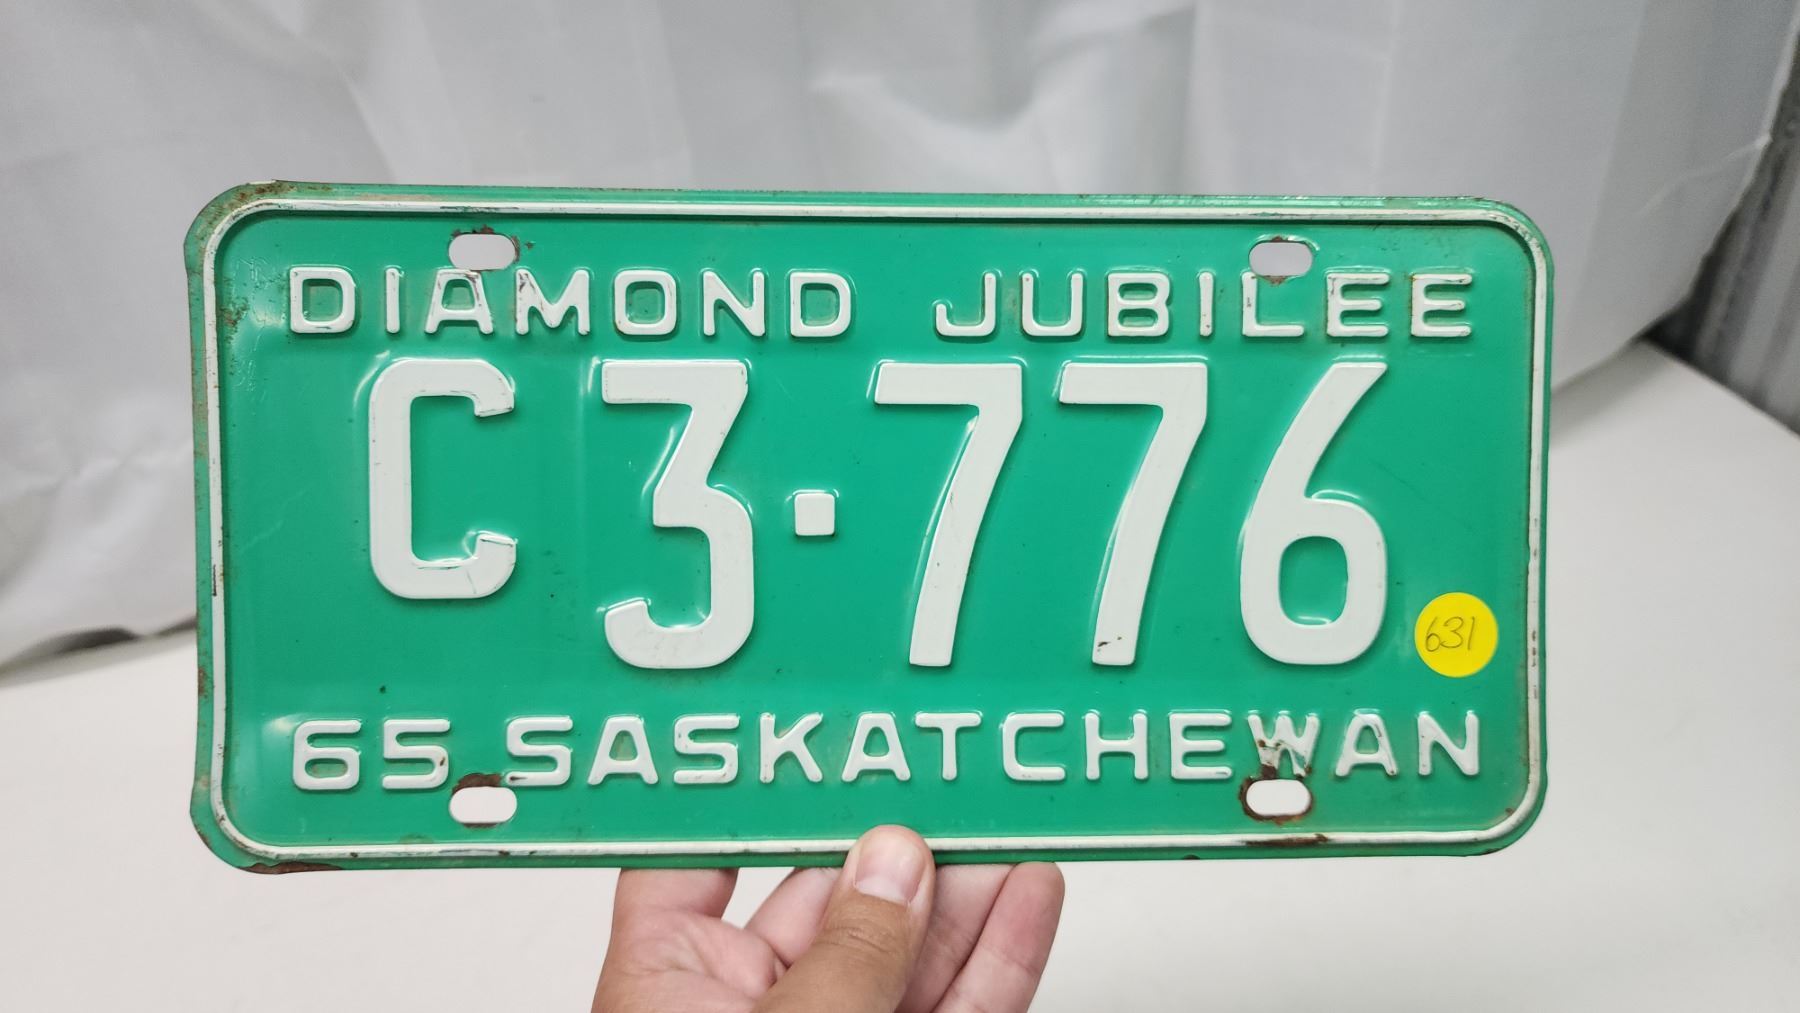 DIAMOND JUBILEE
C3·776
631
65 SASKATCHEWAN